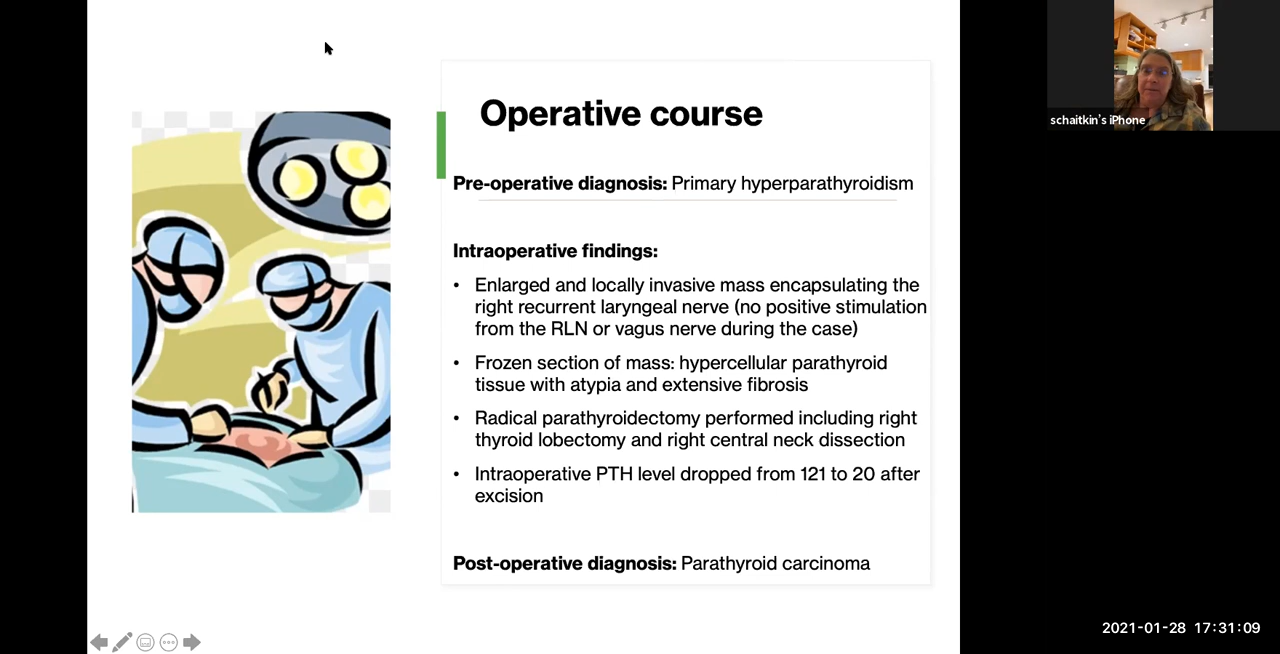 Operative course
Pre-operative diagnosis: Primary hyperparathyroidism
Intraoperative findings:
• Enlarged and locally invasive mass encapsulating the
right recurrent laryngeal nerve (no positive stimulation
from the RLN or vagus nerve during the case)
• Frozen section of mass: hypercellular parathyroid
tissue with atypia and extensive fibrosis
• Radical parathyroidectomy performed including right
thyroid lobectomy and right central neck dissection
• Intraoperative PTH level dropped from 121 to 20 after
excision
Post-operative diagnosis: Parathyroid carcinoma
schaitkin's iPhone
2021-01-28 17:31:09